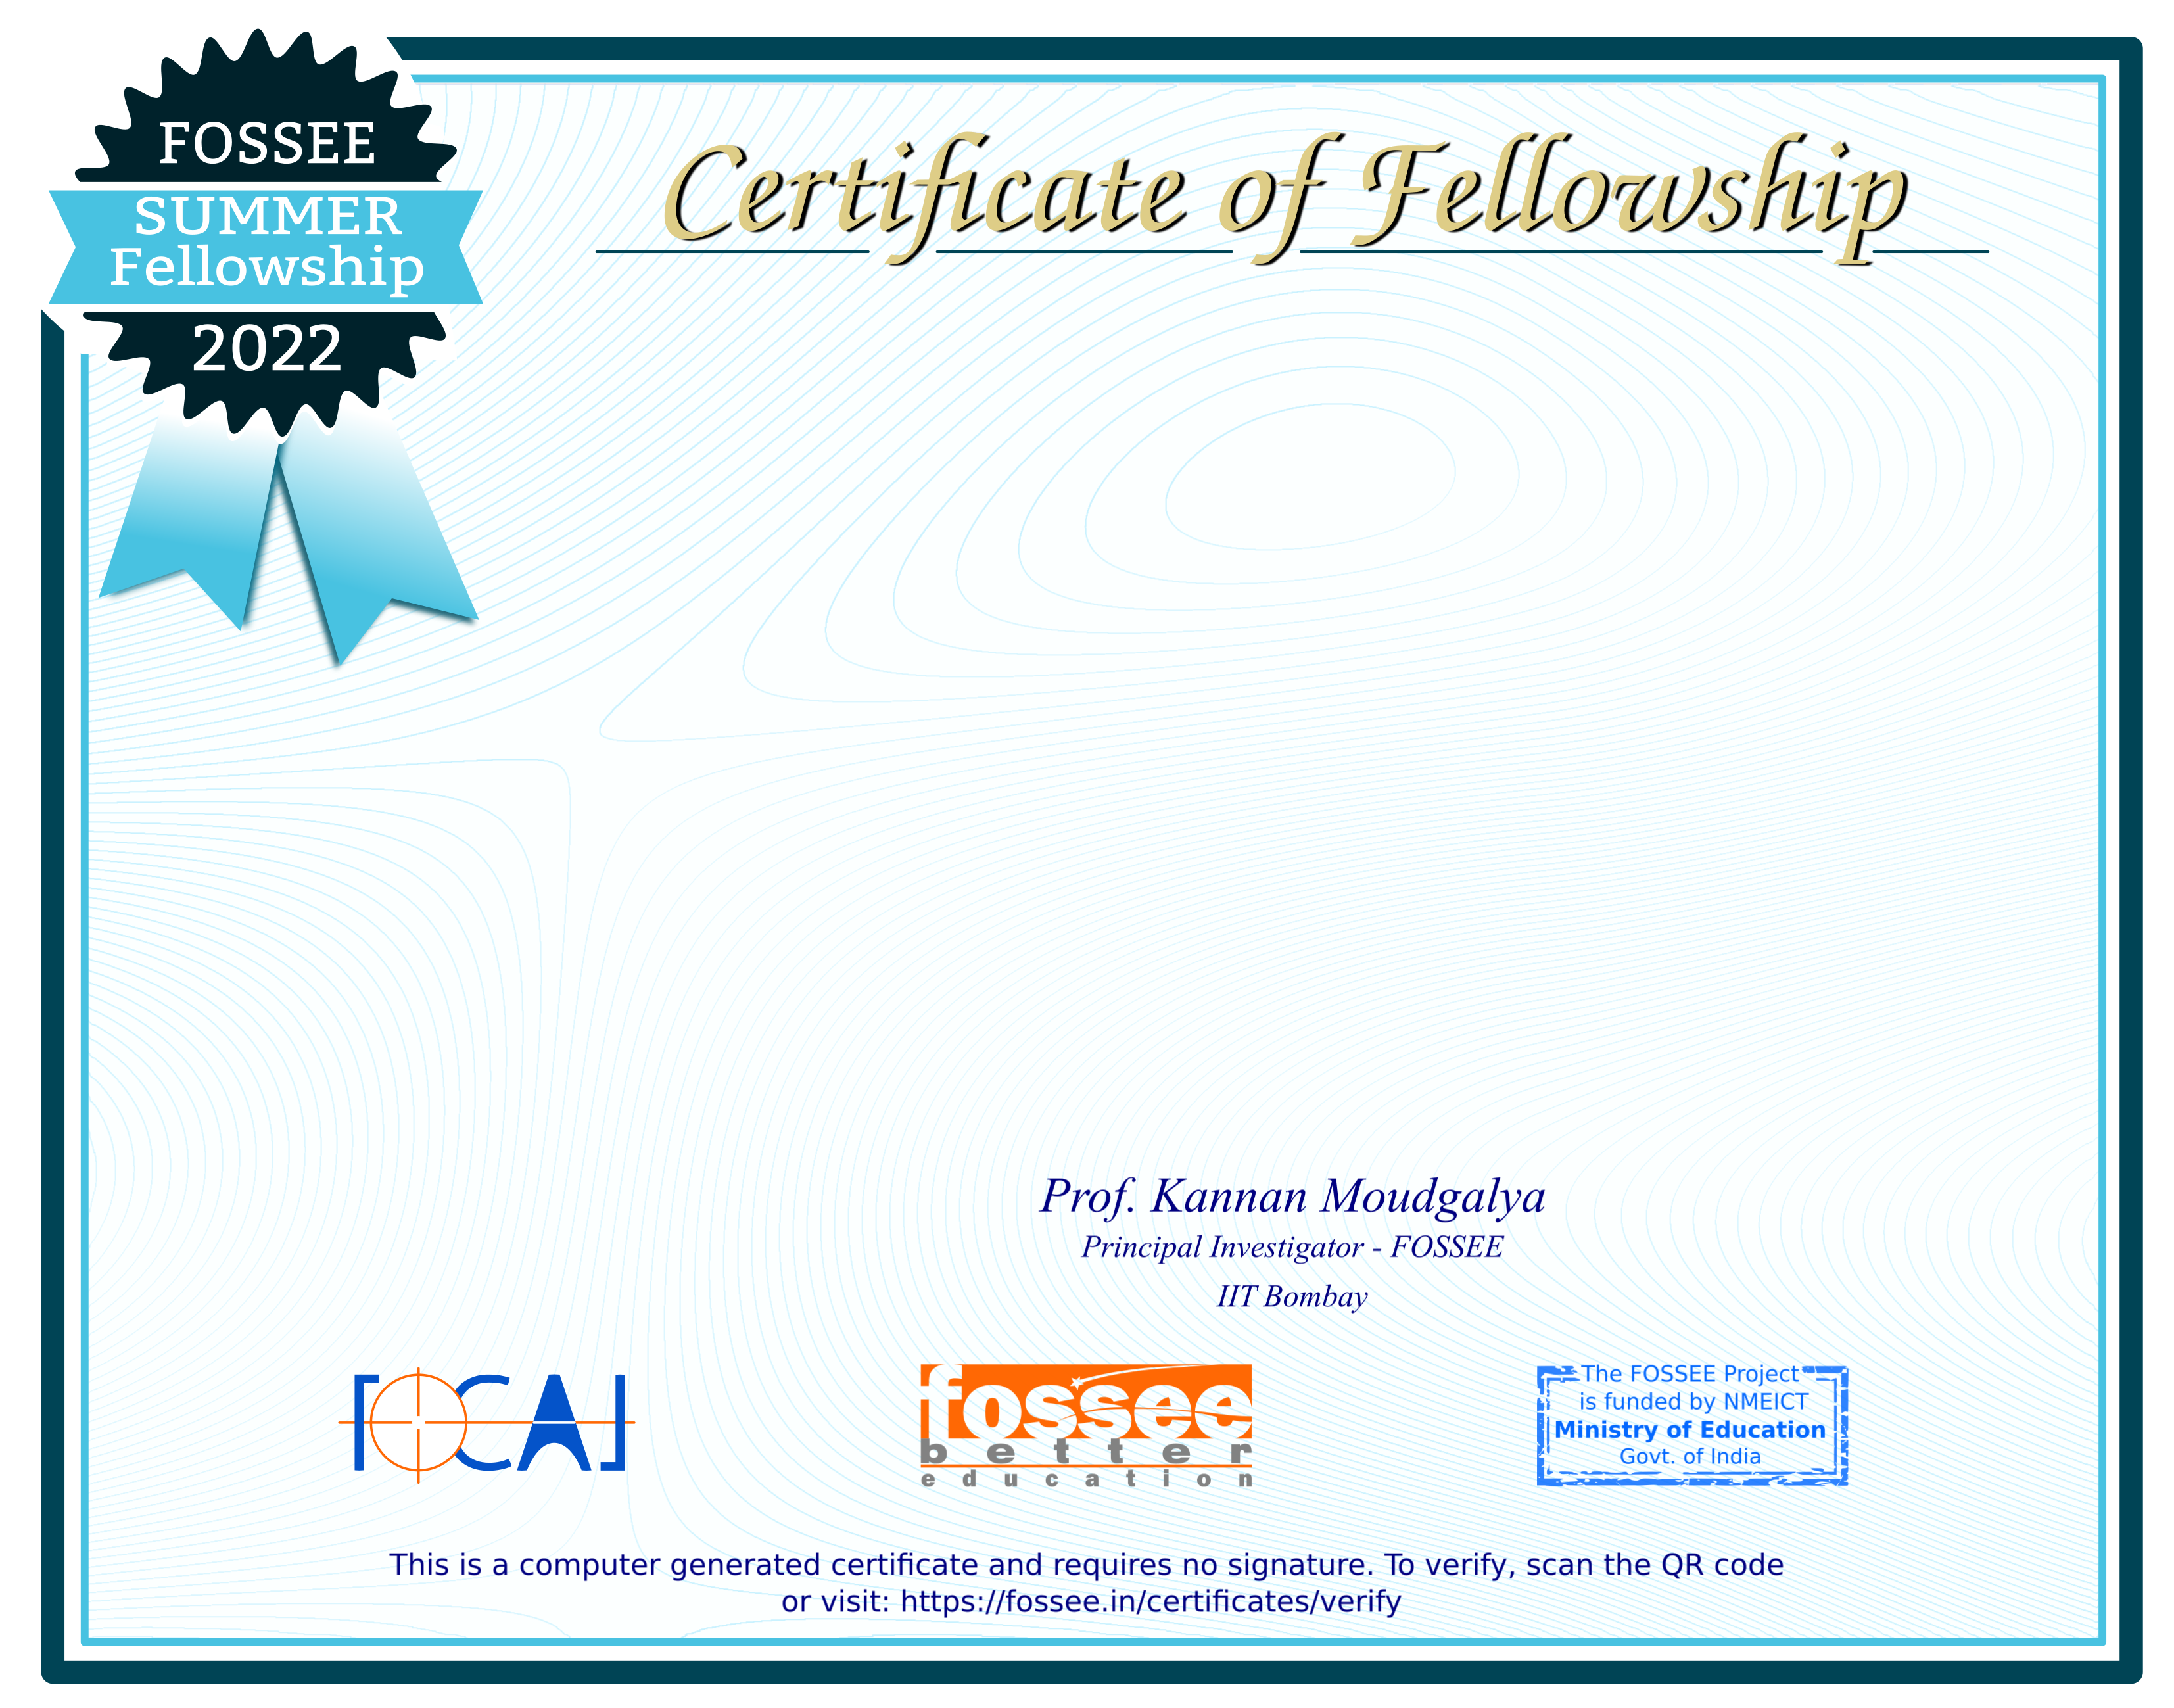 FOSSEE
SUMMER
Fellowship
2022
Certificate of Fellowship
Prof. Kannan Moudgalya
Principal Investigator - FOSSEE
IIT Bombay
FOCAL
fossee
better
education
The FOSSEE Project
is funded by NMEICT
Ministry of Education
Govt. of India
This is a computer generated certificate and requires no signature. To verify, scan the QR code
or visit: https://fossee.in/certificates/verify